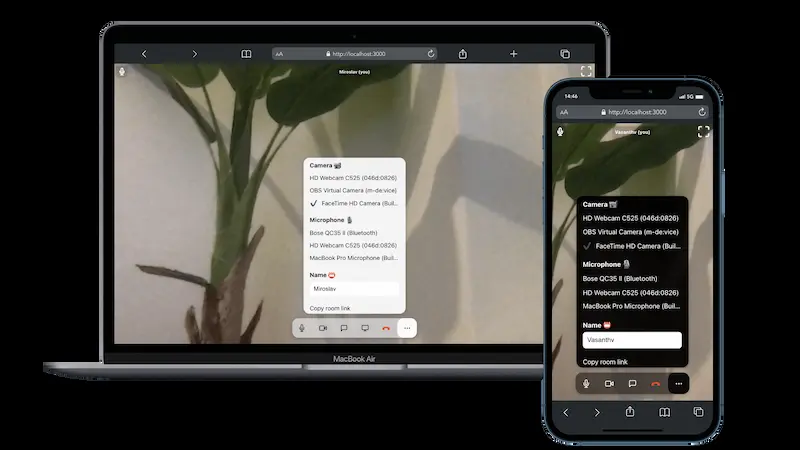 AA
http://localhost:3000
Miroslav (you)
Camera 📹
HD Webcam C525 (046d:0826)
OBS Virtual Camera (m-de:vice)
✓ FaceTime HD Camera (Buil...
Microphone 🎙
Bose QC35 II (Bluetooth)
HD Webcam C525 (046d:0826)
MacBook Pro Microphone (Buil...
Name 📛
Miroslav
Copy room link
MacBook Air
14:46
5G
AA
http://localhost:3000
Vasanthv (you)
Camera 📹
HD Webcam C525 (046d:0826)
OBS Virtual Camera (m-de:vice)
✓ FaceTime HD Camera (Buil...
Microphone 🎙
Bose QC35 II (Bluetooth)
HD Webcam C525 (046d:0826)
MacBook Pro Microphone (Buil...
Name 📛
Vasanthv
Copy room link